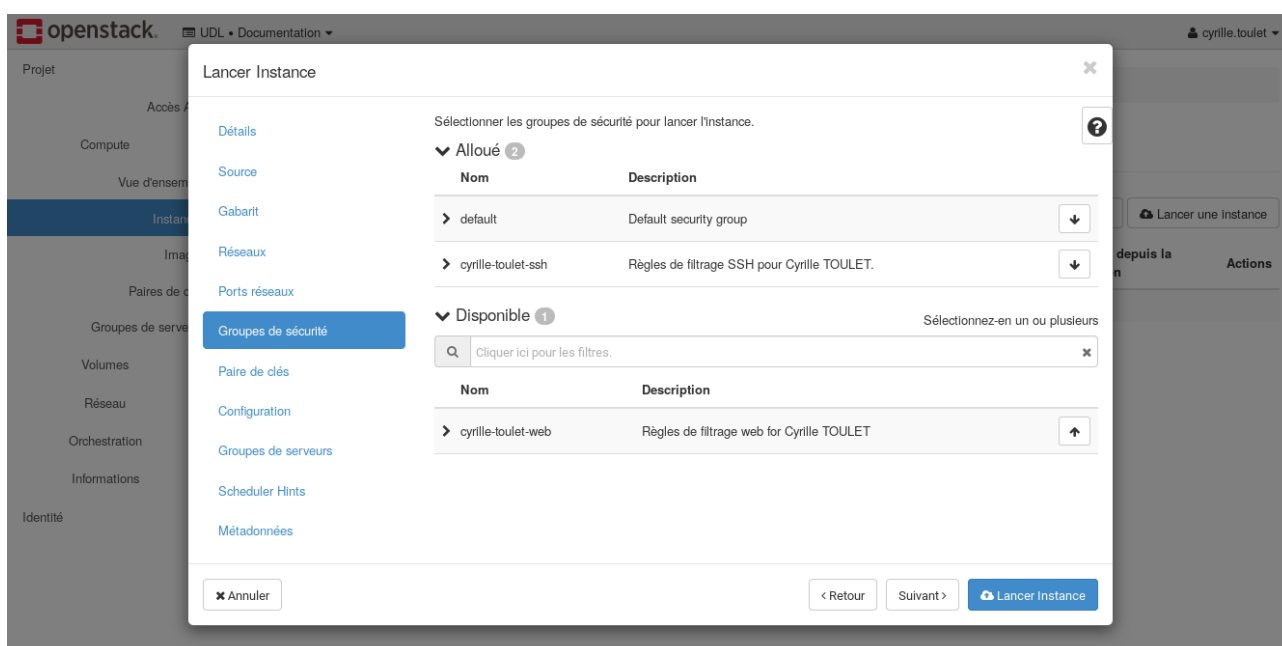 openstack. UDL • Documentation cyrille.toulet
Projet
Accès A
Compute
Vue d'ensem
Instan
Imag
Paires de c
Groupes de serve
Volumes
Réseau
Orchestration
Informations
Identité
Lancer Instance
Détails
Source
Gabarit
Réseaux
Ports réseaux
Groupes de sécurité
Paire de clés
Configuration
Groupes de serveurs
Scheduler Hints
Métadonnées
Sélectionner les groupes de sécurité pour lancer l'instance.
Alloué 2
Nom Description
default Default security group
cyrille-toulet-ssh Règles de filtrage SSH pour Cyrille TOULET.
Disponible 1
Sélectionnez-en un ou plusieurs
Cliquer ici pour les filtres.
Nom Description
cyrille-toulet-web Règles de filtrage web for Cyrille TOULET
Annuler < Retour Suivant > Lancer Instance
Lancer une instance
depuis la
n
Actions